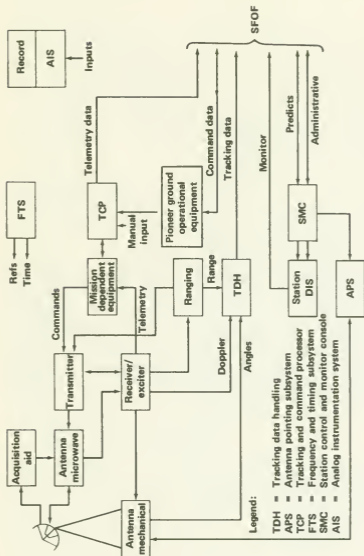 Record
AIS
Inputs
FTS
Refs
Time
Telemetry data
SFOF
TCP
Manual
input
Pioneer ground
operational
equipment
Command data
Tracking data
Mission
dependent
equipment
Commands
Telemetry
Monitor
Predicts
Administrative
Acquisition
aid
Transmitter
Antenna
microwave
Receiver/
exciter
Ranging
Range
TDH
Doppler
Angles
Antenna
mechanical
SMC
Station
DIS
APS
Legend:
TDH = Tracking data handling
APS = Antenna pointing subsystem
TCP = Tracking and command processor
FTS = Frequency and timing subsystem
SMC = Station control and monitor console
AIS = Analog instrumentation system